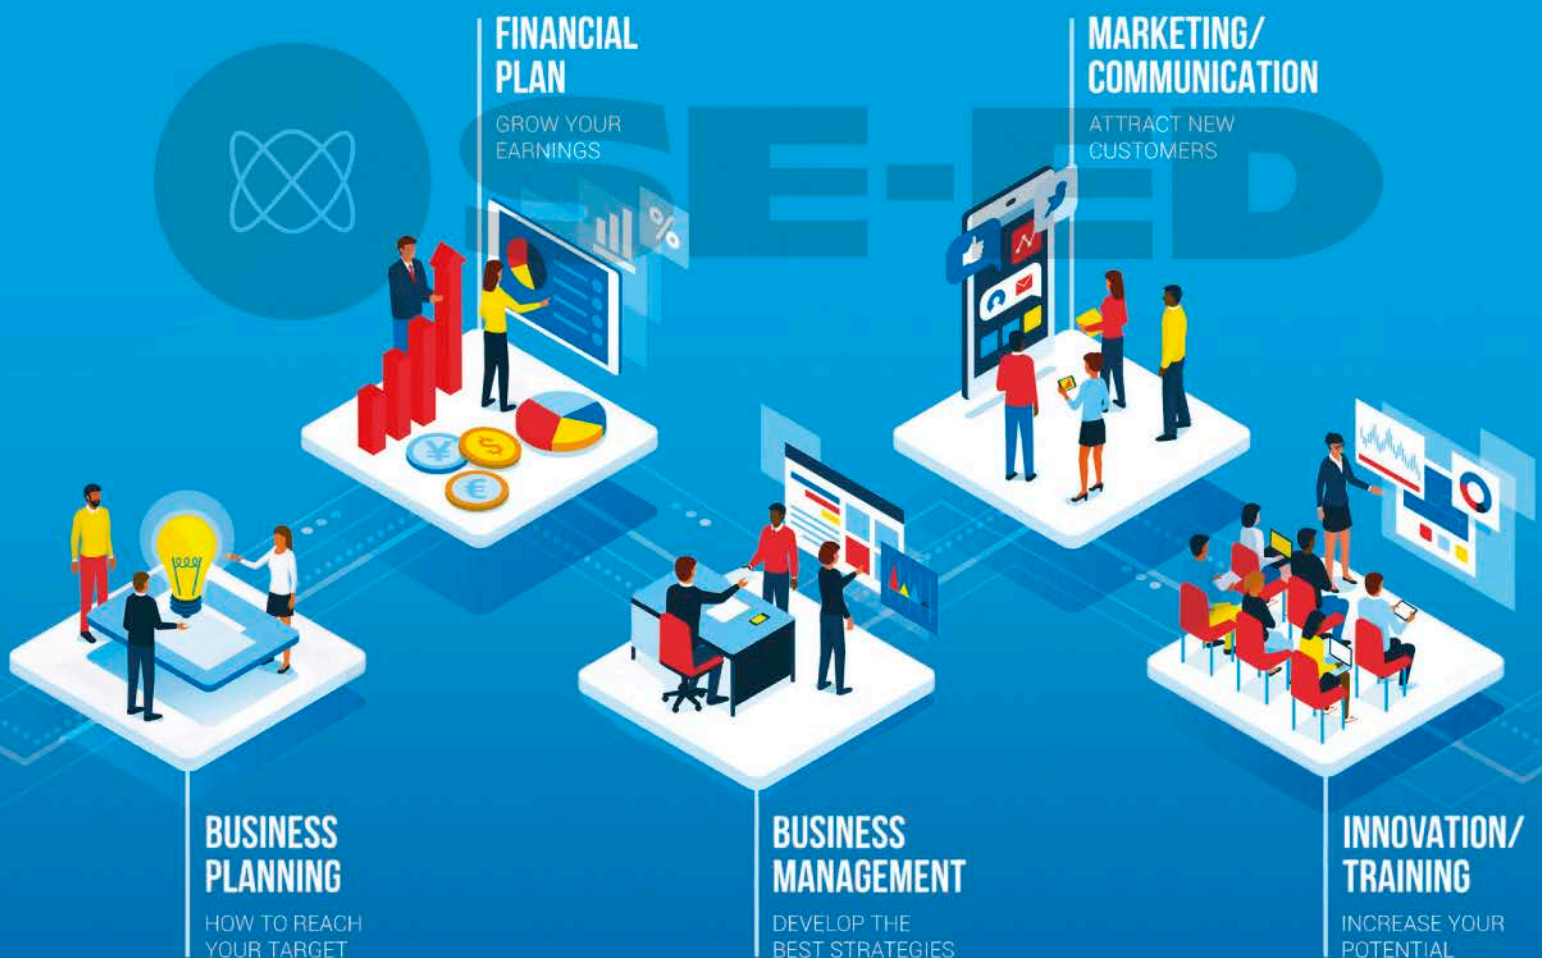 FINANCIAL
PLAN
GROW YOUR
EARNINGS
MARKETING/
COMMUNICATION
ATTRACT NEW
CUSTOMERS
SE-ED
%
¥
$
€
BUSINESS
PLANNING
HOW TO REACH
YOUR TARGET
BUSINESS
MANAGEMENT
DEVELOP THE
BEST STRATEGIES
INNOVATION/
TRAINING
INCREASE YOUR
POTENTIAL